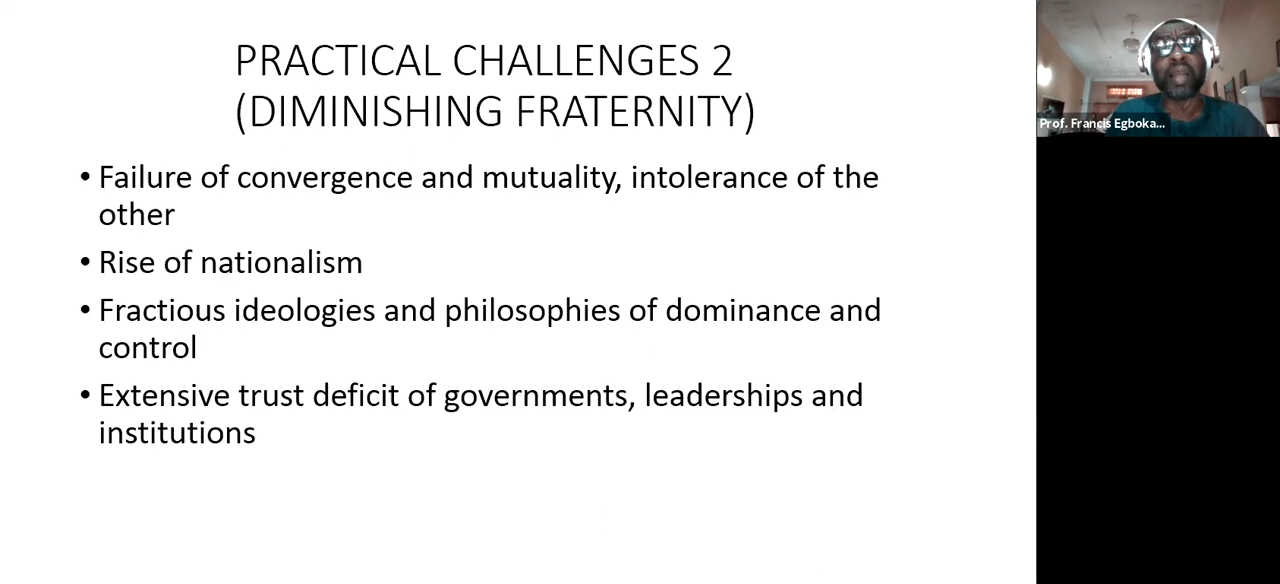 PRACTICAL CHALLENGES 2
(DIMINISHING FRATERNITY)
• Failure of convergence and mutuality, intolerance of the
other
• Rise of nationalism
• Fractious ideologies and philosophies of dominance and
control
• Extensive trust deficit of governments, leaderships and
institutions
Prof. Francis Egboka...